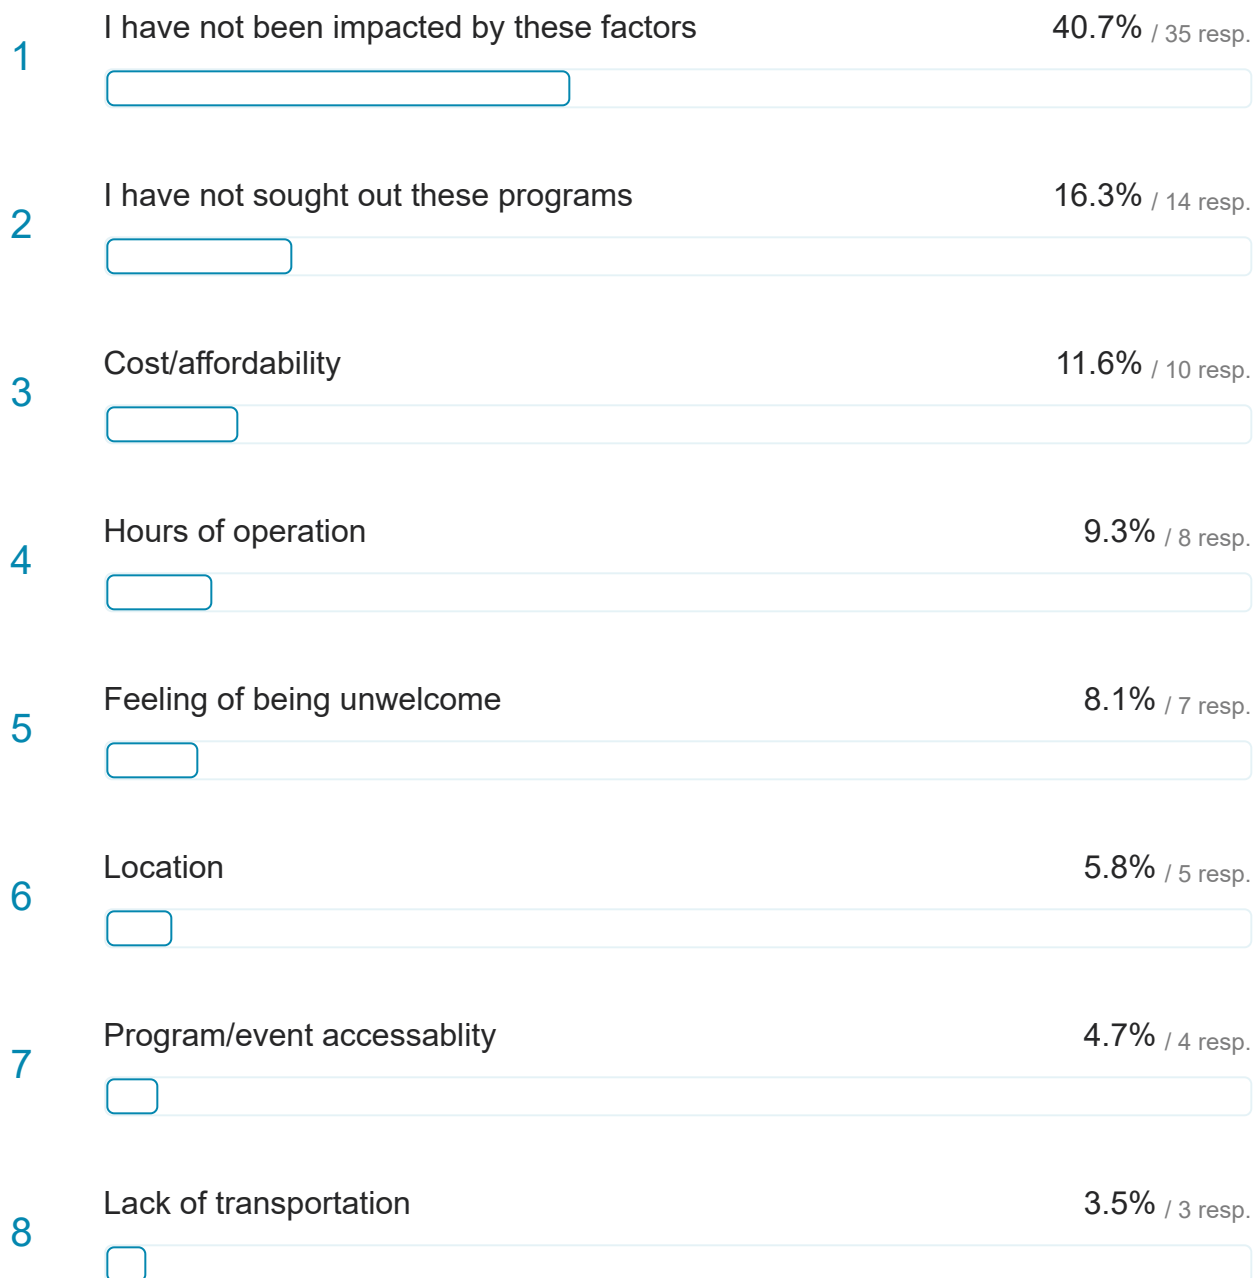 1 I have not been impacted by these factors 40.7% / 35 resp.
2 I have not sought out these programs 16.3% / 14 resp.
3 Cost/affordability 11.6% / 10 resp.
4 Hours of operation 9.3% / 8 resp.
5 Feeling of being unwelcome 8.1% / 7 resp.
6 Location 5.8% / 5 resp.
7 Program/event accessablity 4.7% / 4 resp.
8 Lack of transportation 3.5% / 3 resp.